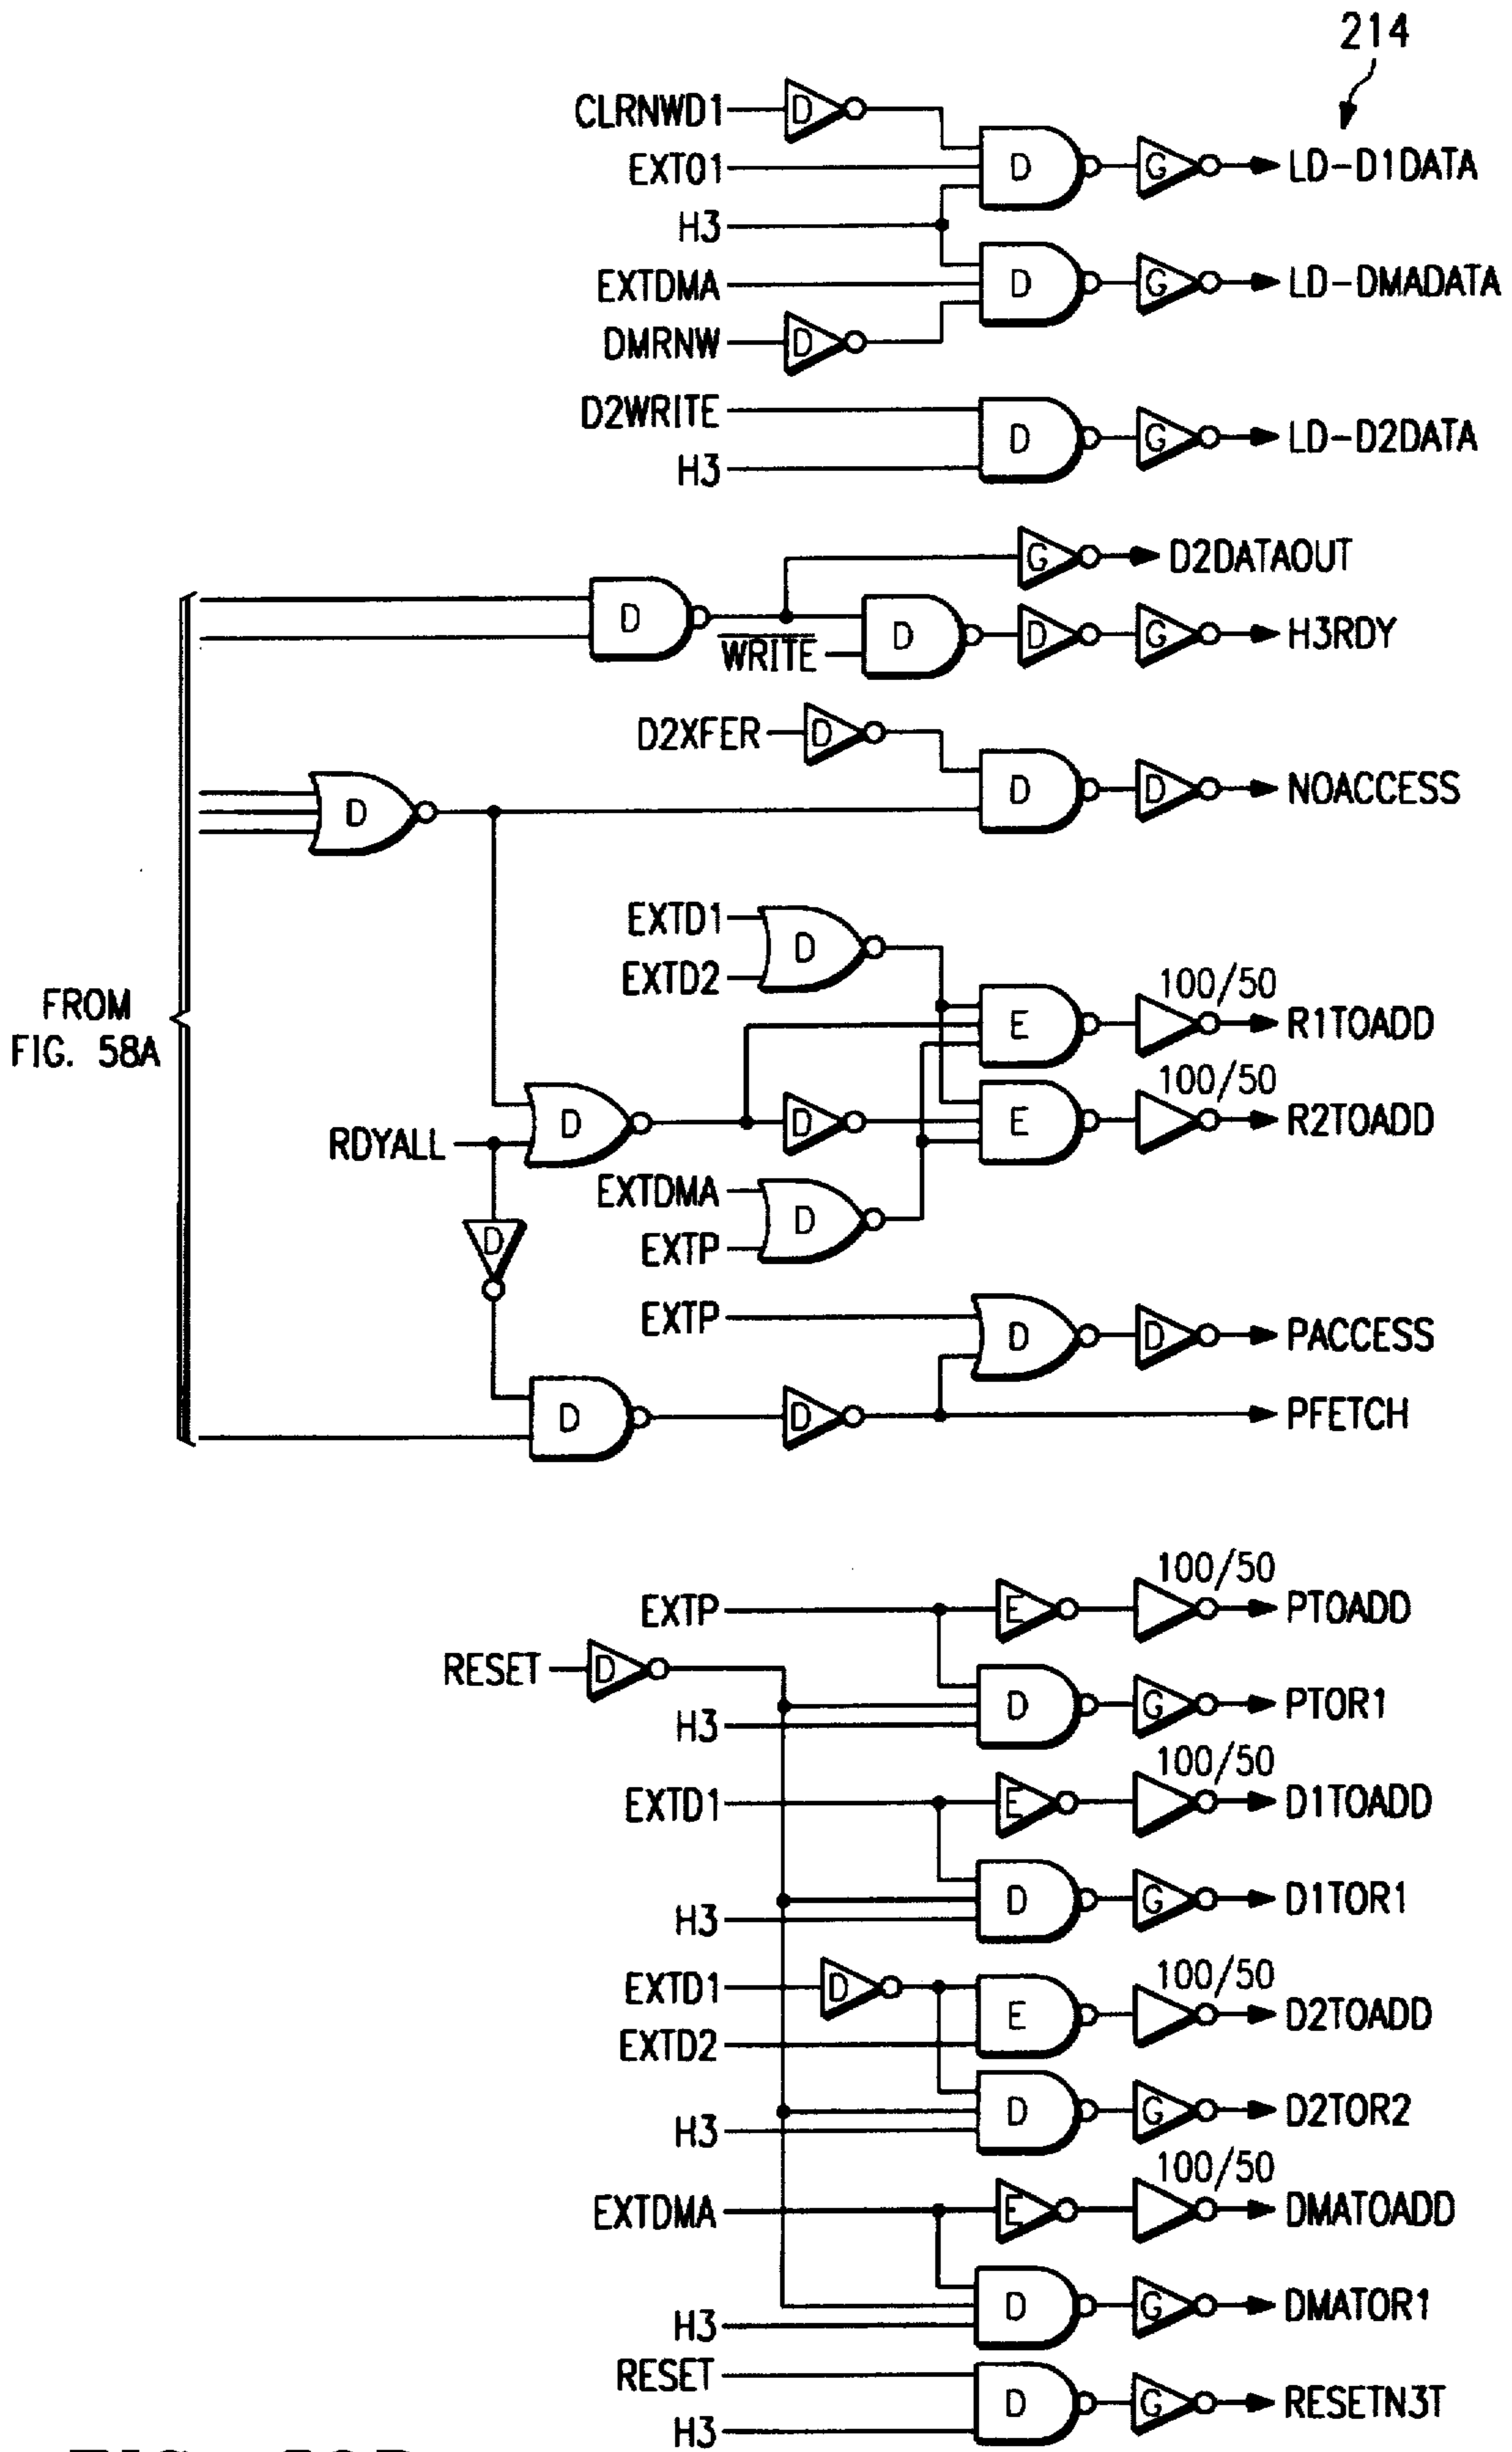 214
CLRNWD1 D D G LD-D1DATA
EXT01
H3
EXTDMA D G LD-DMADATA
DMRNW D
D2WRITE D G LD-D2DATA
H3
G D2DATAOUT
D D D G H3RDY
WRITE
D2XFER D
D D D NOACCESS
EXTD1 D
EXTD2
FROM
FIG. 58A
100/50
E R1TOADD
100/50
D D E R2TOADD
RDYALL
EXTDMA D
EXTP
D
EXTP D D PACCESS
D D PFETCH
100/50
EXTP E PTOADD
RESET D
D G PTOR1
H3
100/50
EXTD1 E D1TOADD
D G D1TOR1
H3
100/50
EXTD1 D E D2TOADD
EXTD2
D G D2TOR2
H3
100/50
EXTDMA E DMATOADD
D G DMATOR1
H3
RESET D G RESETN3T
H3